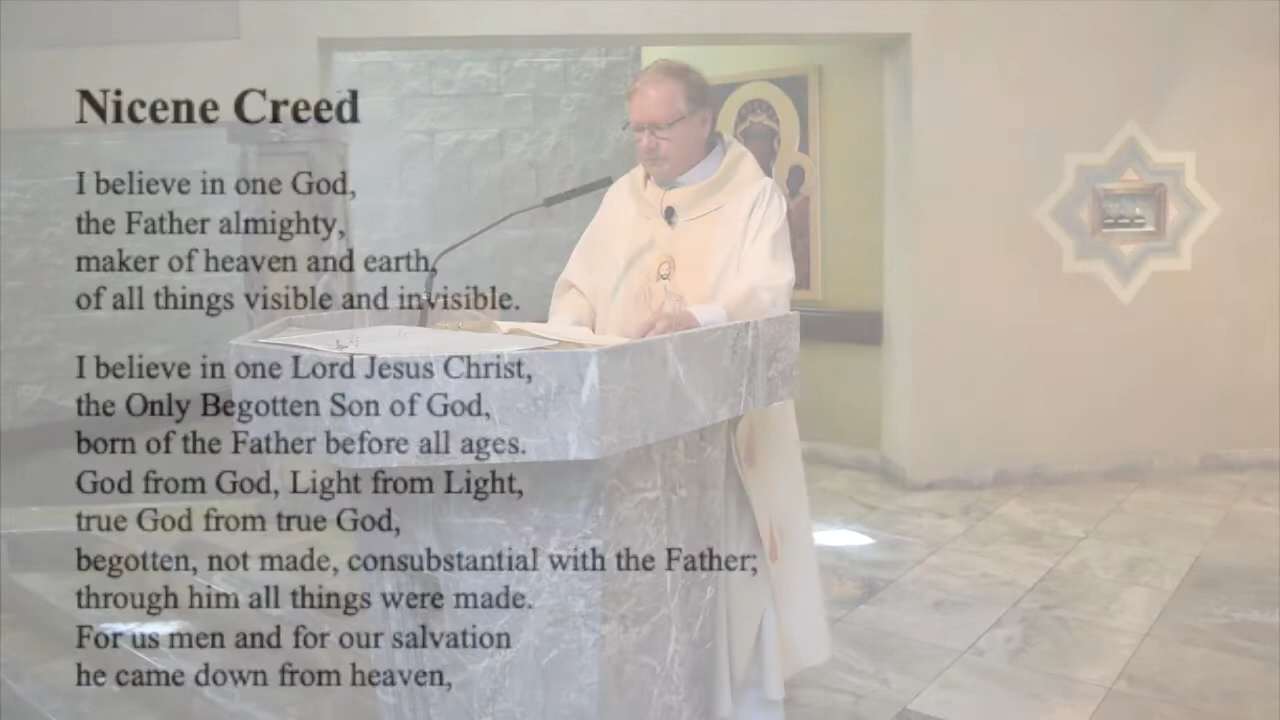 Nicene Creed
I believe in one God,
the Father almighty,
maker of heaven and earth,
of all things visible and invisible.
I believe in one Lord Jesus Christ,
the Only Begotten Son of God,
born of the Father before all ages.
God from God, Light from Light,
true God from true God,
begotten, not made, consubstantial with the Father;
through him all things were made.
For us men and for our salvation
he came down from heaven,